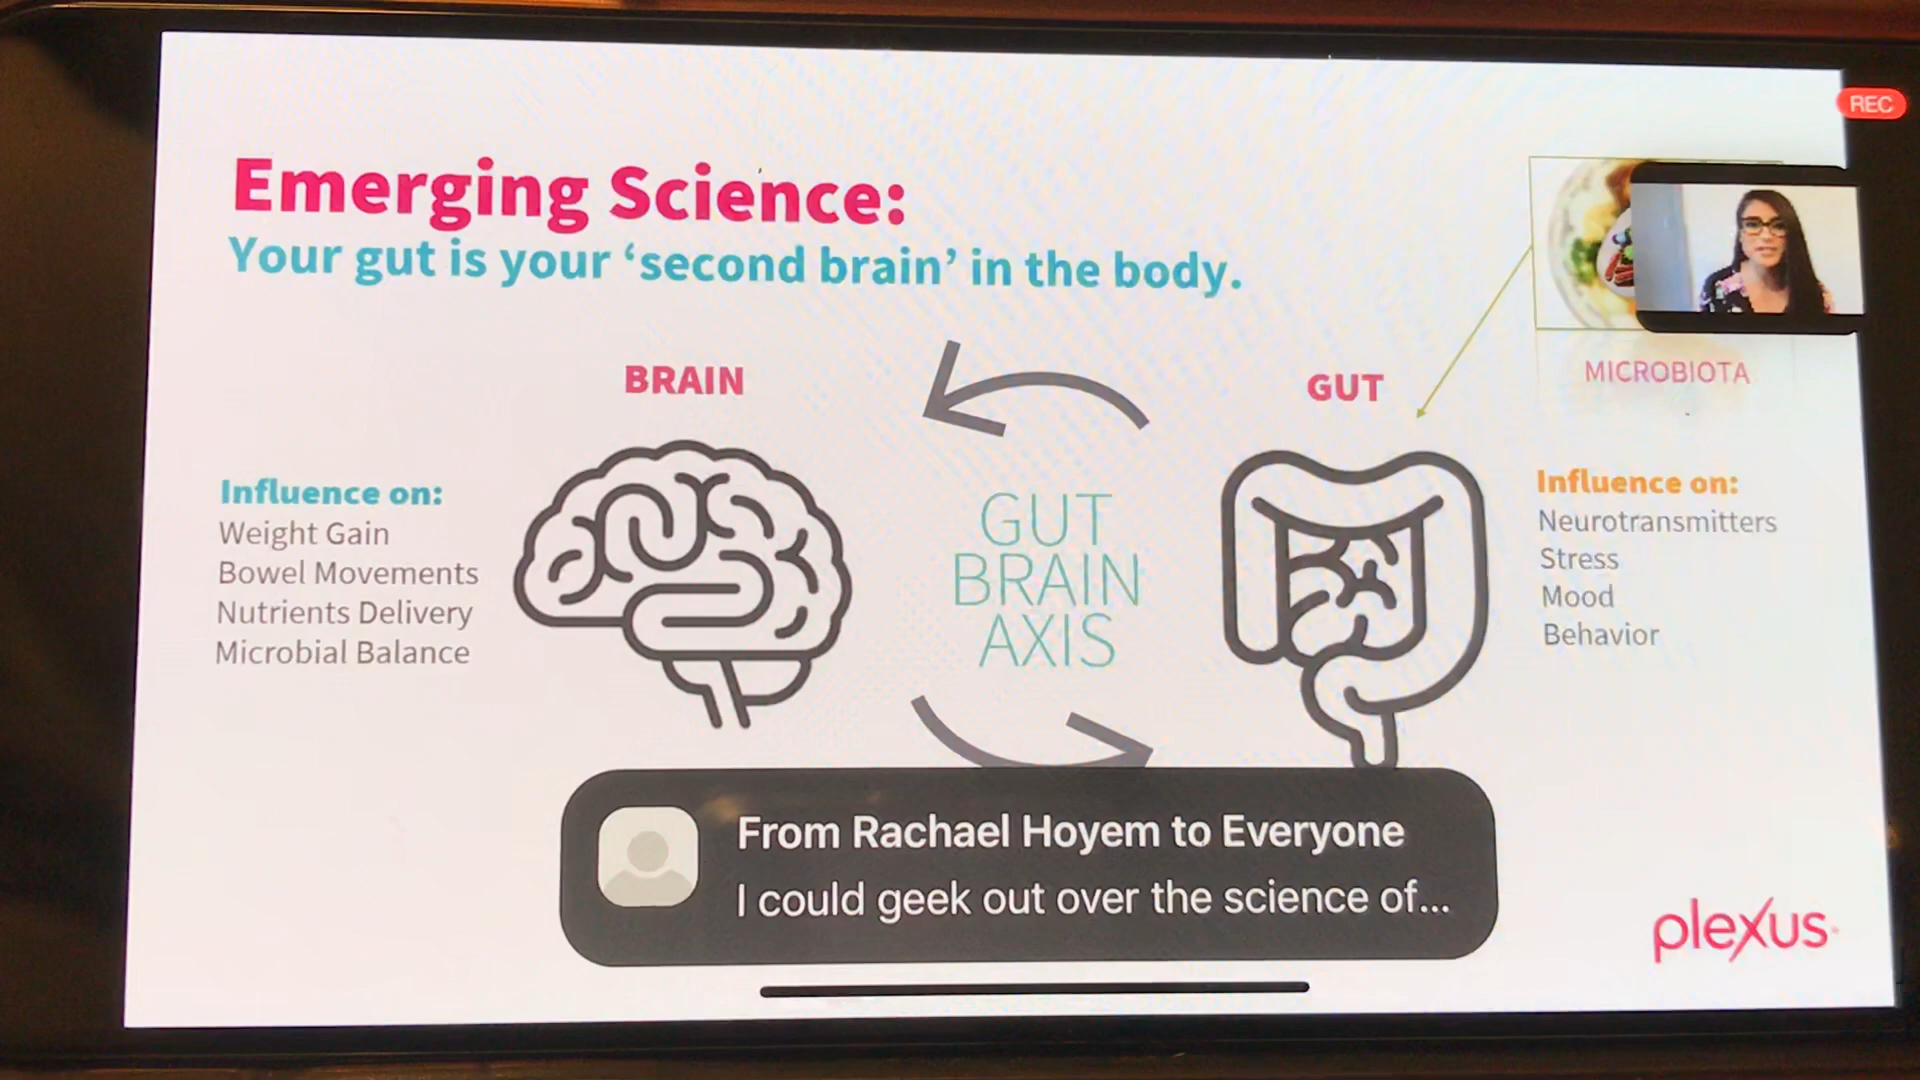 REC
Emerging Science:
Your gut is your ‘second brain’ in the body.
MICROBIOTA
BRAIN
GUT
Influence on:
Weight Gain
Bowel Movements
Nutrients Delivery
Microbial Balance
GUT
BRAIN
AXIS
Influence on:
Neurotransmitters
Stress
Mood
Behavior
From Rachael Hoyem to Everyone
I could geek out over the science of...
plexus